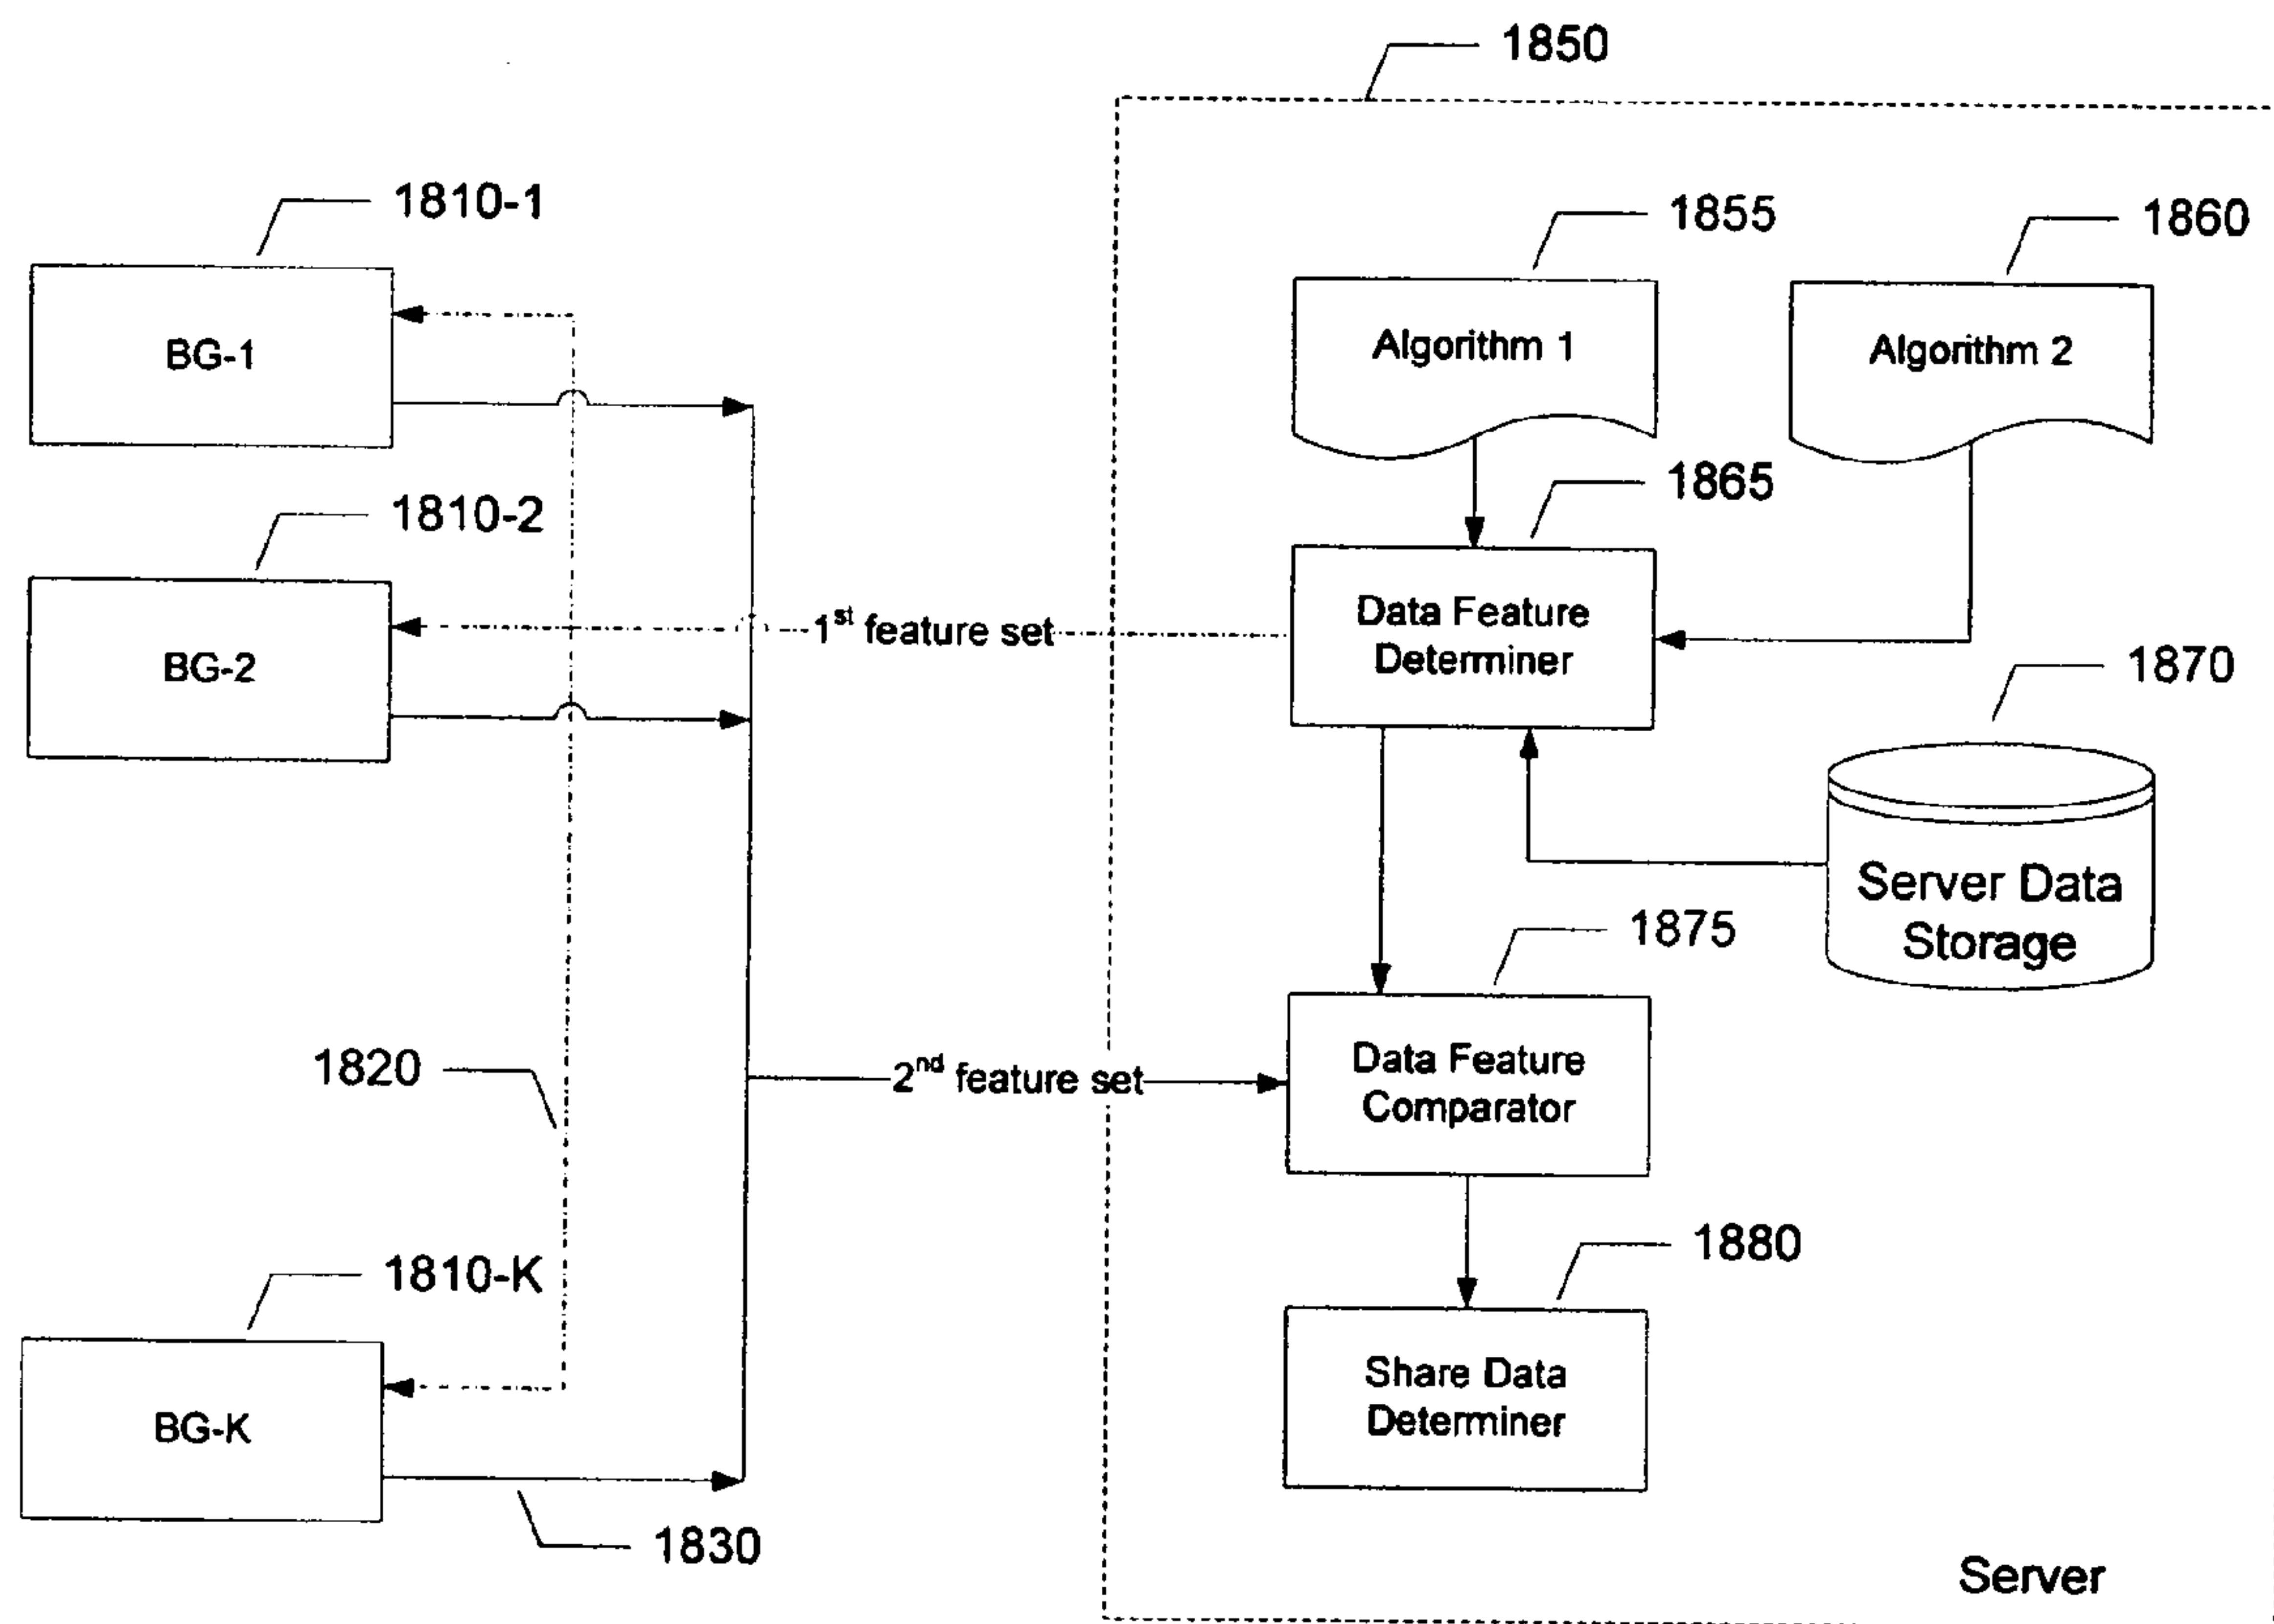 1850
1810-1
1855
1860
BG-1
Algorithm 1
Algorithm 2
1810-2
1865
BG-2
1st feature set
Data Feature
Determiner
1870
Server Data
Storage
1875
1820
2nd feature set
Data Feature
Comparator
1810-K
1880
BG-K
Share Data
Determiner
1830
Server